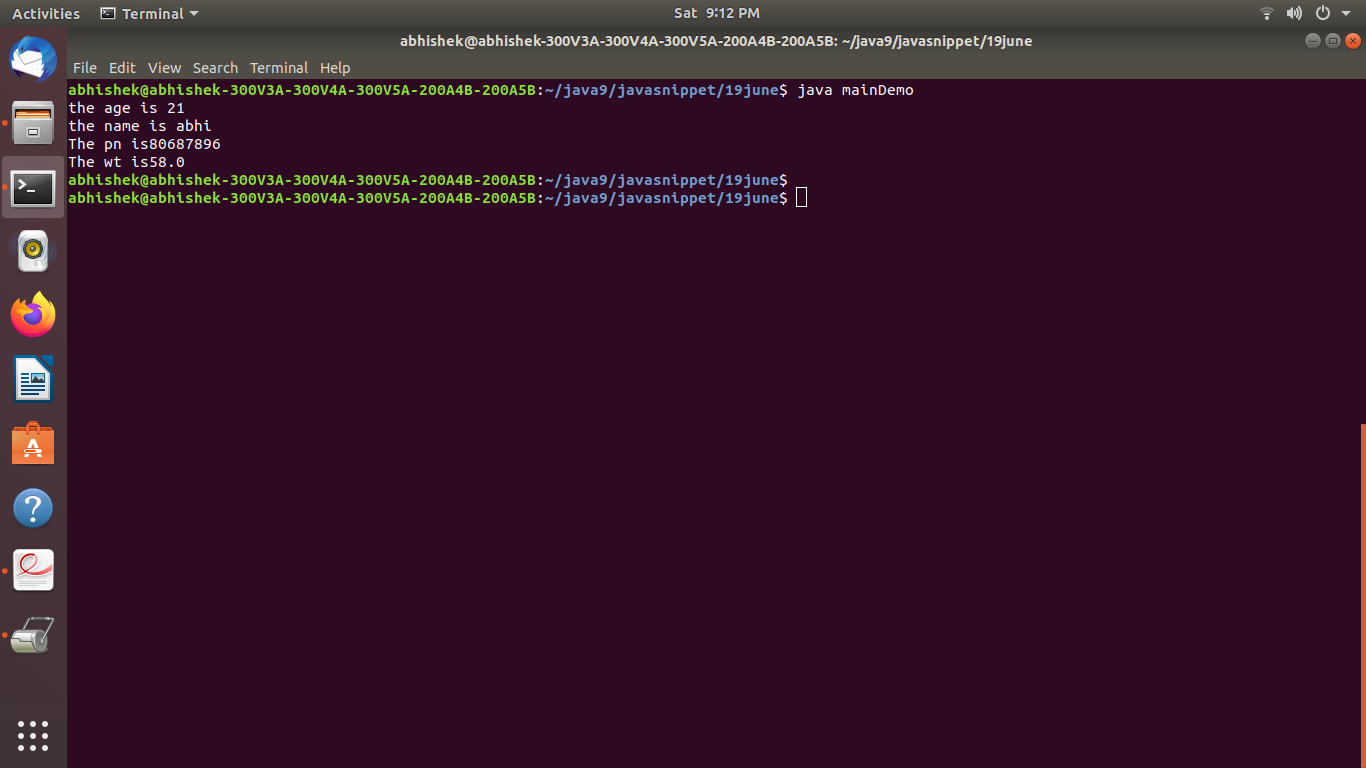 Activities Terminal Sat 9:12 PM
abhishek@abhishek-300V3A-300V4A-300V5A-200A4B-200A5B: ~/java9/javasnippet/19june
File Edit View Search Terminal Help
abhishek@abhishek-300V3A-300V4A-300V5A-200A4B-200A5B:~/java9/javasnippet/19june$ java mainDemo
the age is 21
the name is abhi
The pn is80687896
The wt is58.0
abhishek@abhishek-300V3A-300V4A-300V5A-200A4B-200A5B:~/java9/javasnippet/19june$
abhishek@abhishek-300V3A-300V4A-300V5A-200A4B-200A5B:~/java9/javasnippet/19june$